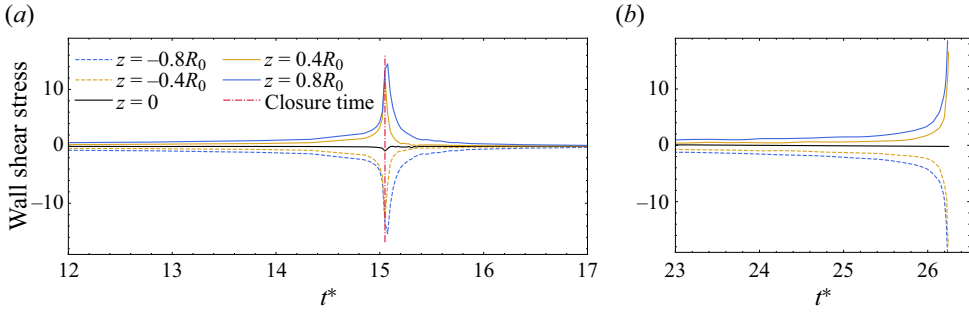 (a)
(b)
Wall shear stress
10
0
–10
z = –0.8R0
z = –0.4R0
z = 0
z = 0.4R0
z = 0.8R0
Closure time
12 13 14 15 16 17
t*
10
0
–10
23 24 25 26
t*